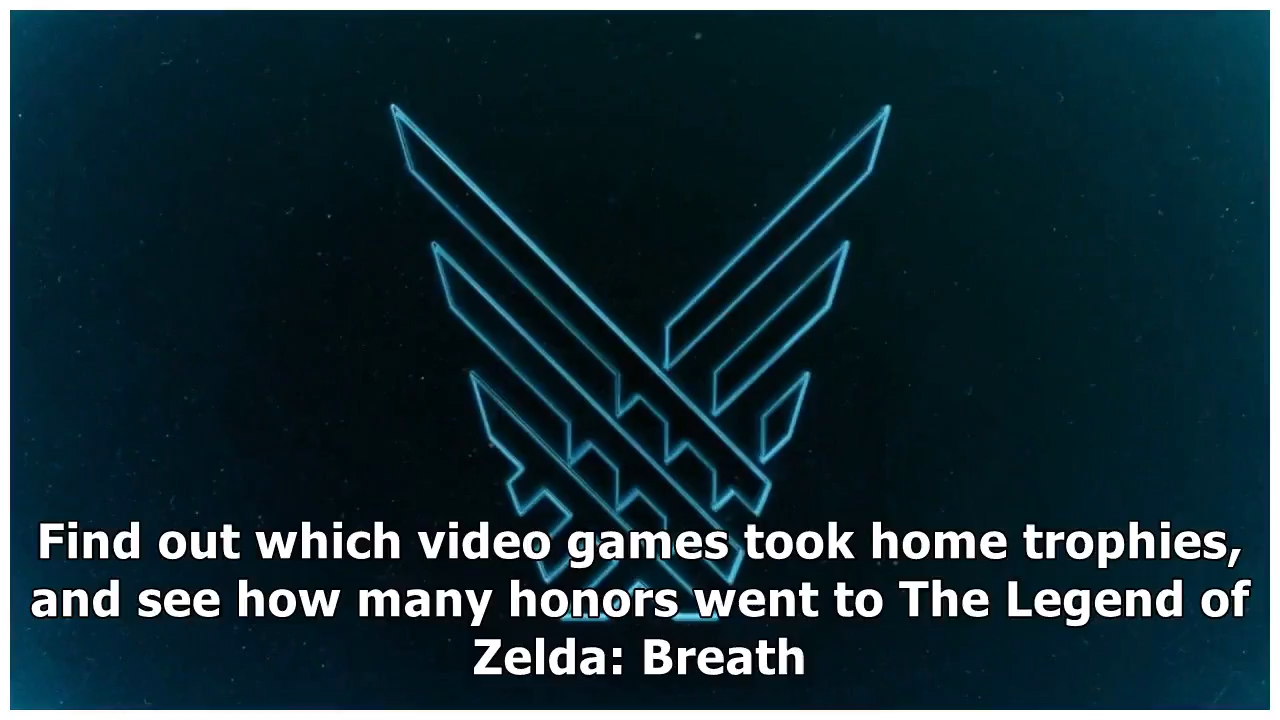 Find out which video games took home trophies,
and see how many honors went to The Legend of
Zelda: Breath